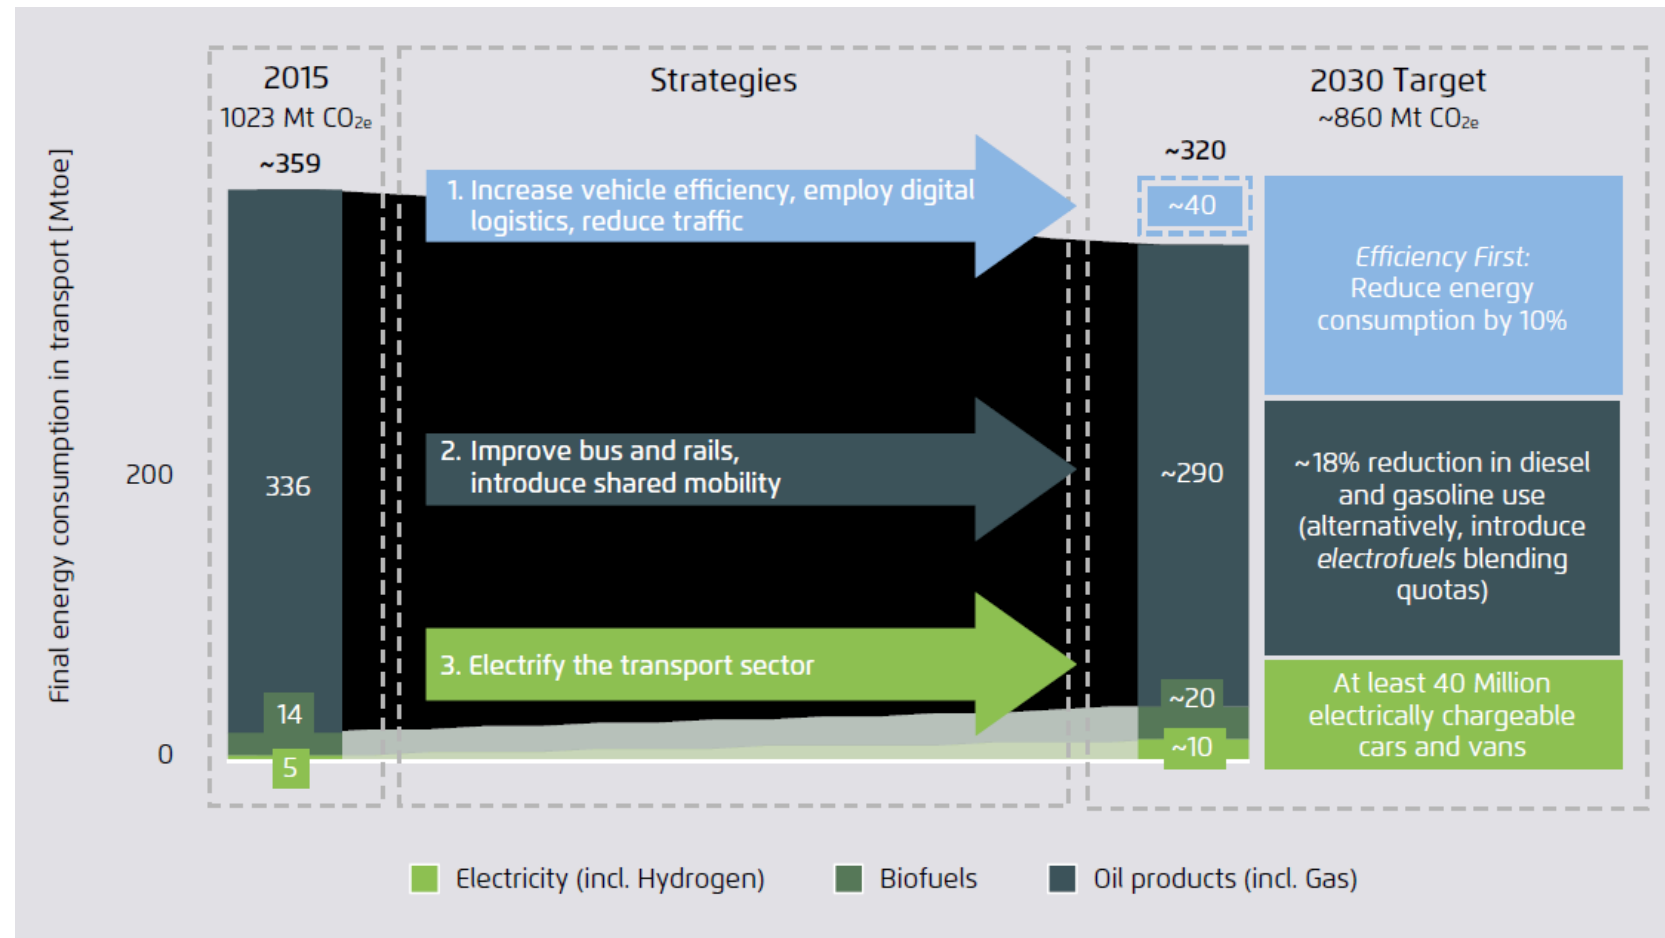 2015
1023 Mt CO2e
~359
Strategies
2030 Target
~860 Mt CO2e
~320
Final energy consumption in transport [Mtoe]
200
0
336
14
5
1. Increase vehicle efficiency, employ digital
logistics, reduce traffic
2. Improve bus and rails,
introduce shared mobility
3. Electrify the transport sector
~40
~290
~20
~10
Efficiency First:
Reduce energy
consumption by 10%
~18% reduction in diesel
and gasoline use
(alternatively, introduce
electrofuels blending
quotas)
At least 40 Million
electrically chargeable
cars and vans
Electricity (incl. Hydrogen)
Biofuels
Oil products (incl. Gas)